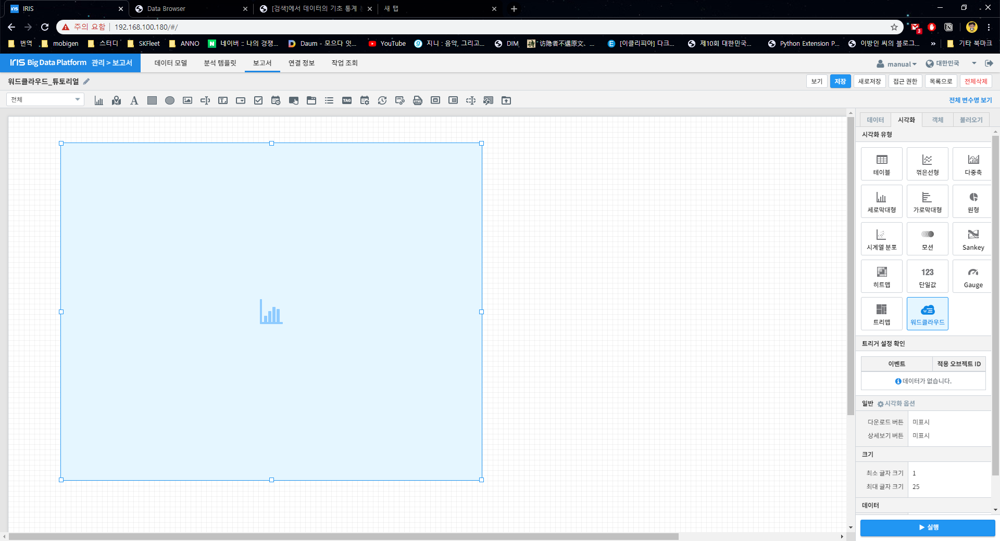 IRIS
Data Browser
[검색]에서 데이터의 기초 통계
새 탭
주의 요함
192.168.100.180/#/
3
번역
mobigen
스터디
SKFleet
ANNO
네이버 :: 나의 경쟁...
Daum - 모으다 잇...
YouTube
지니 : 음악, 그리고...
DIM
访隐者不遇原文、...
[이클리피아] 다크...
제10회 대한민국...
Python Extension P...
이방인 씨의 블로그...
»
기타 북마크
IRIS Big Data Platform 관리 > 보고서
데이터 모델
분석 템플릿
보고서
연결 정보
작업 조회
manual
대한민국
워드클라우드_튜토리얼
보기
저장
새로저장
접근 권한
목록으로
전체삭제
전체
TAG
전체 변수명 보기
데이터
시각화
객체
불러오기
시각화 유형
테이블
꺾은선형
다중축
세로막대형
가로막대형
원형
시계열 분포
모션
Sankey
히트맵
123
단일값
Gauge
트리맵
워드클라우드
트리거 설정 확인
이벤트
적용 오브젝트 ID
데이터가 없습니다.
일반 시각화 옵션
다운로드 버튼 미표시
상세보기 버튼 미표시
크기
최소 글자 크기 1
최대 글자 크기 25
데이터
실행